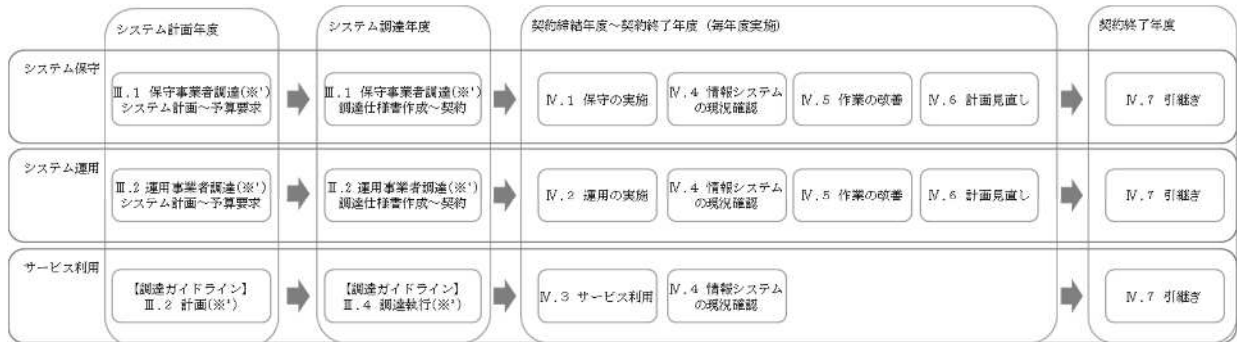 システム計画年度
システム調達年度
契約締結年度～契約終了年度（毎年度実施）
契約終了年度
システム保守
Ⅲ.1 保守事業者調達(※')
システム計画～予算要求
Ⅲ.1 保守事業者調達(※')
調達仕様書作成～契約
Ⅳ.1 保守の実施
Ⅳ.4 情報システム
の現況確認
Ⅳ.5 作業の改善
Ⅳ.6 計画見直し
Ⅳ.7 引継ぎ
システム運用
Ⅲ.2 運用事業者調達(※')
システム計画～予算要求
Ⅲ.2 運用事業者調達(※')
調達仕様書作成～契約
Ⅳ.2 運用の実施
Ⅳ.4 情報システム
の現況確認
Ⅳ.5 作業の改善
Ⅳ.6 計画見直し
Ⅳ.7 引継ぎ
サービス利用
【調達ガイドライン】
Ⅲ.2 計画(※')
【調達ガイドライン】
Ⅲ.4 調達執行(※')
Ⅳ.3 サービス利用
Ⅳ.4 情報システム
の現況確認
Ⅳ.7 引継ぎ